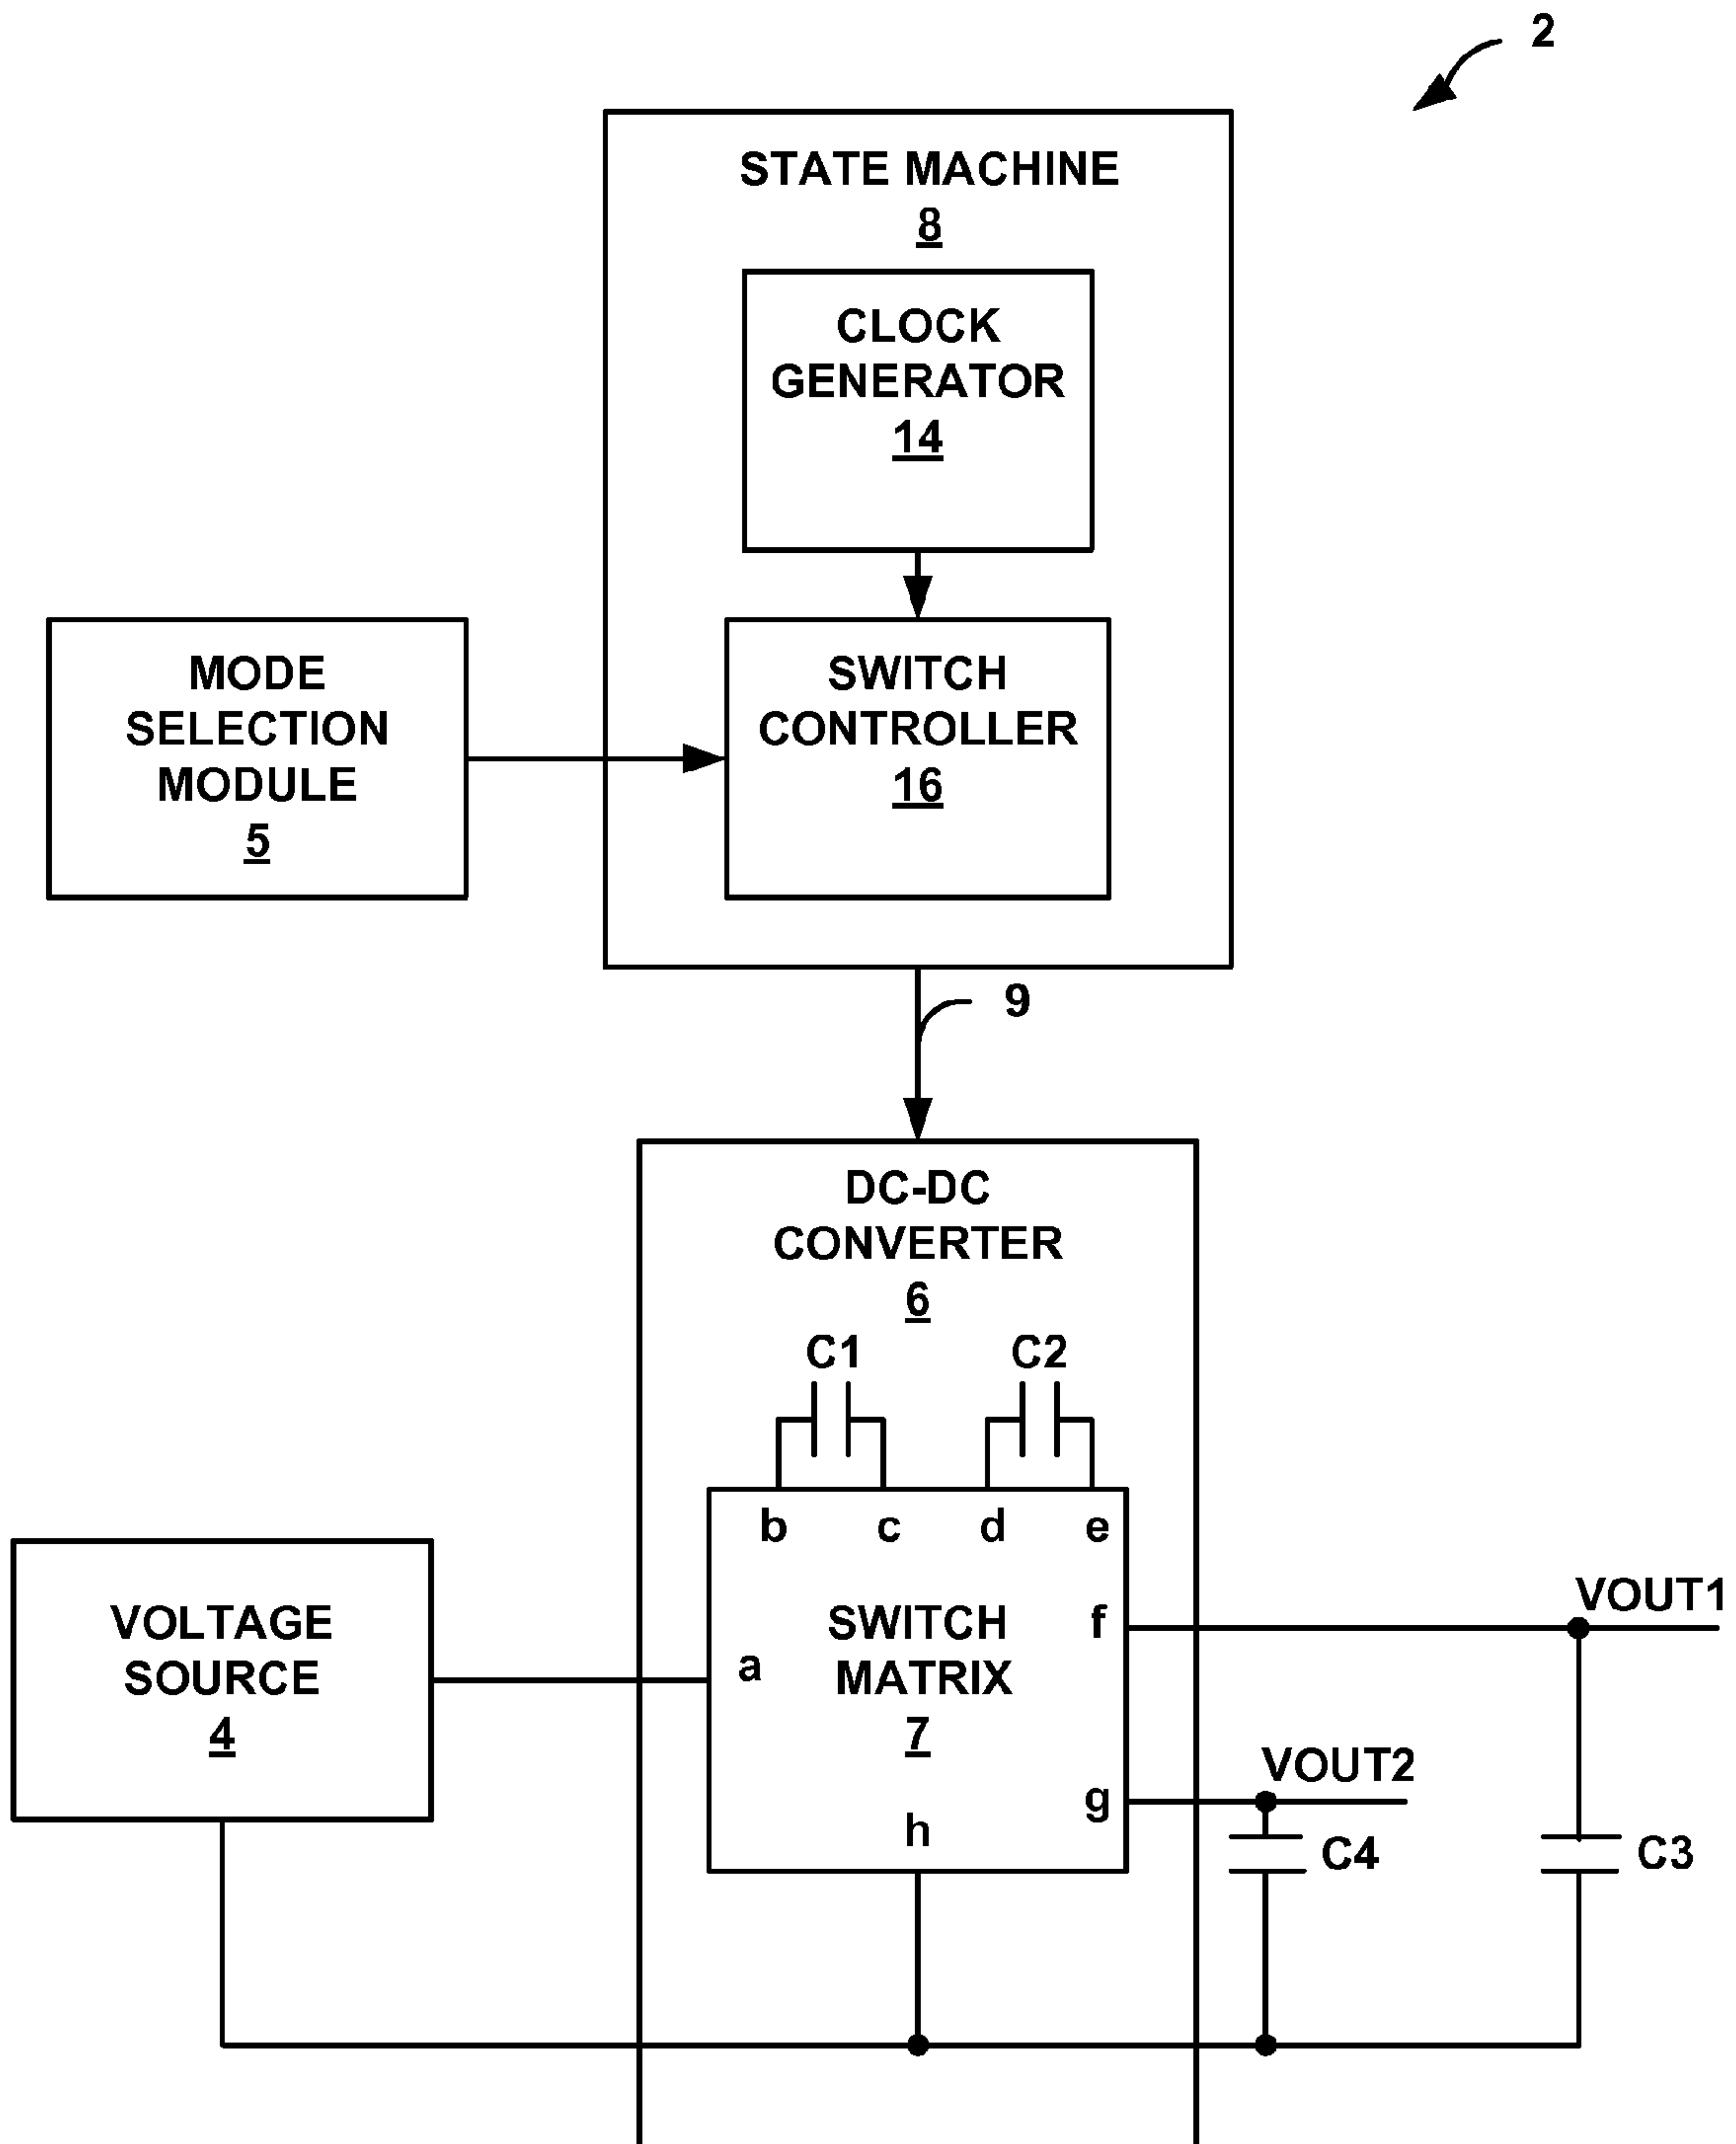 2
STATE MACHINE
8
CLOCK
GENERATOR
14
MODE
SELECTION
MODULE
5
SWITCH
CONTROLLER
16
9
DC-DC
CONVERTER
6
C1 C2
b c d e
VOLTAGE
SOURCE
4
a
SWITCH
MATRIX
7
f
g
h
VOUT1
VOUT2
C4
C3